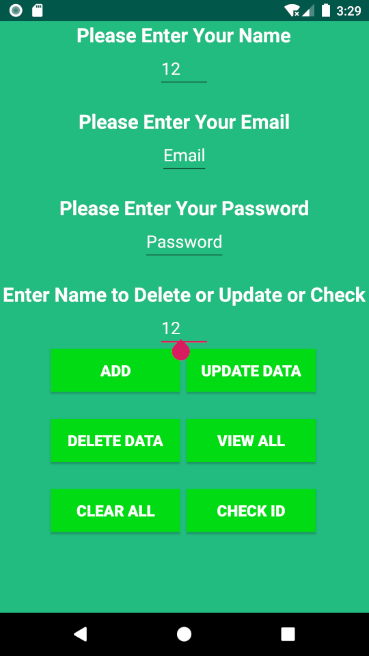 3:29
Please Enter Your Name
12
Please Enter Your Email
Email
Please Enter Your Password
Password
Enter Name to Delete or Update or Check
12
ADD UPDATE DATA
DELETE DATA VIEW ALL
CLEAR ALL CHECK ID